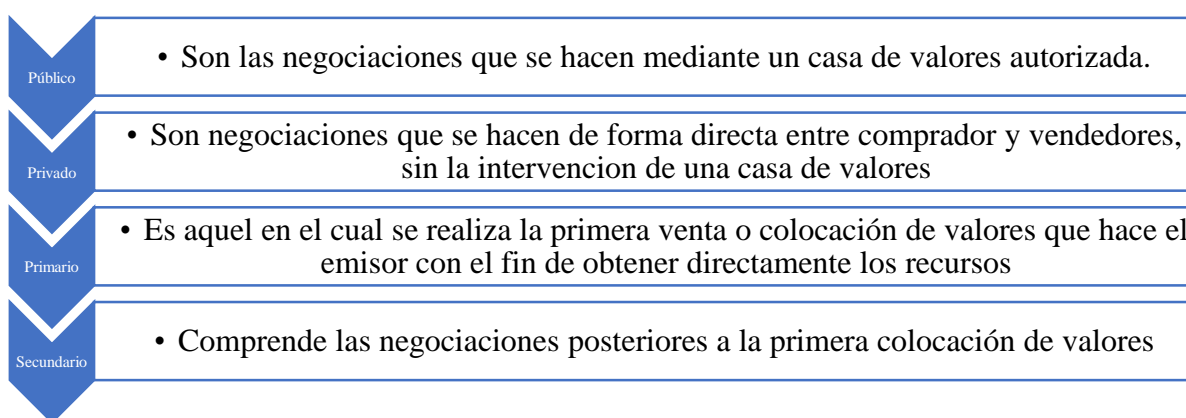 Público
• Son las negociaciones que se hacen mediante un casa de valores autorizada.
Privado
• Son negociaciones que se hacen de forma directa entre comprador y vendedores,
sin la intervencion de una casa de valores
Primario
• Es aquel en el cual se realiza la primera venta o colocación de valores que hace el
emisor con el fin de obtener directamente los recursos
Secundario
• Comprende las negociaciones posteriores a la primera colocación de valores